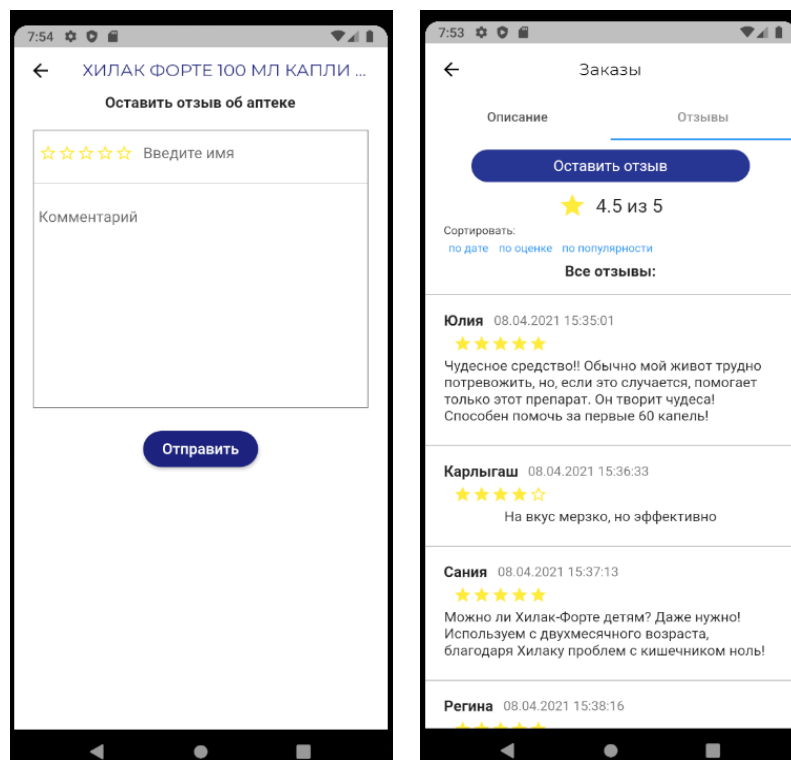 7:54
ХИЛАК ФОРТЕ 100 МЛ КАПЛИ ...
Оставить отзыв об аптеке
Введите имя
Комментарий
Отправить
7:53
Заказы
Описание Отзывы
Оставить отзыв
4.5 из 5
Сортировать:
по дате по оценке по популярности
Все отзывы:
Юлия 08.04.2021 15:35:01
Чудесное средство!! Обычно мой живот трудно
потревожить, но, если это случается, помогает
только этот препарат. Он творит чудеса!
Способен помочь за первые 60 капель!
Карлыгаш 08.04.2021 15:36:33
На вкус мерзко, но эффективно
Сания 08.04.2021 15:37:13
Можно ли Хилак-Форте детям? Даже нужно!
Используем с двухмесячного возраста,
благодаря Хилаку проблем с кишечником ноль!
Регина 08.04.2021 15:38:16